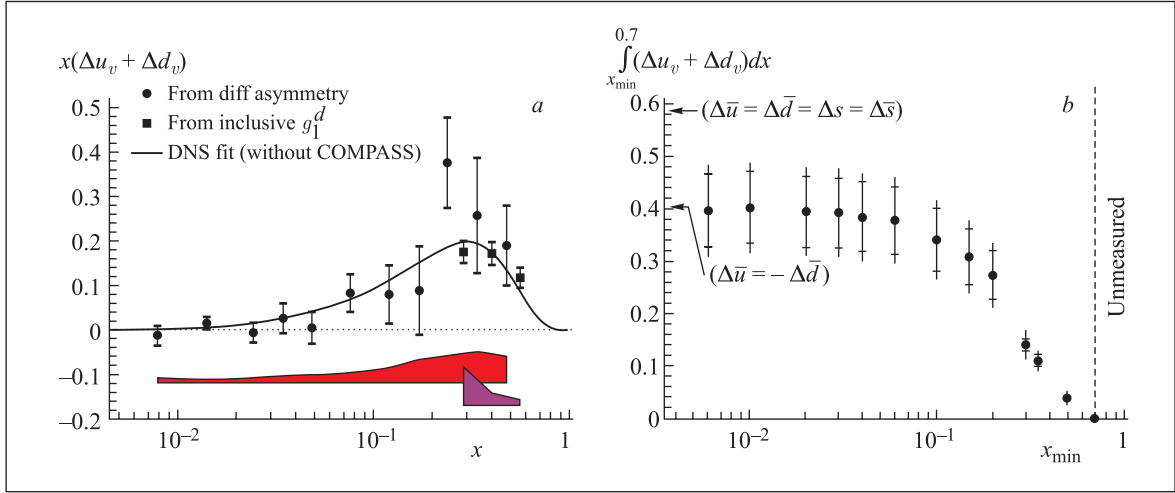 x(Δu_v + Δd_v)
● From diff asymmetry
■ From inclusive g_1^d
— DNS fit (without COMPASS)
a
0.5
0.4
0.3
0.2
0.1
0
–0.1
–0.2
10^{-2}
10^{-1}
1
x
0.7
∫(Δu_v + Δd_v)dx
x_min
b
0.6
(Δū = Δd̄ = Δs = Δs̄)
0.5
0.4
(Δū = – Δd̄)
0.3
0.2
0.1
0
Unmeasured
10^{-2}
10^{-1}
1
x_min